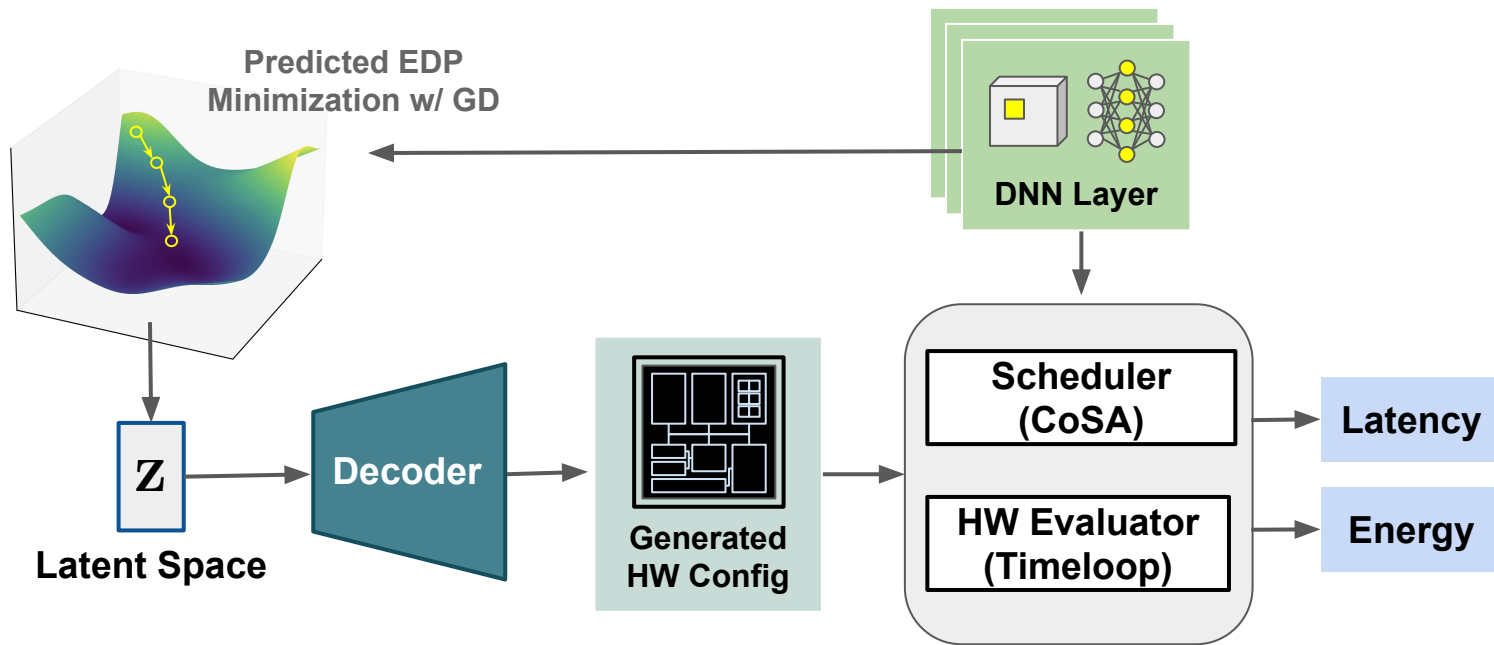 Predicted EDP
Minimization w/ GD
DNN Layer
Z
Latent Space
Decoder
Generated
HW Config
Scheduler
(CoSA)
HW Evaluator
(Timeloop)
Latency
Energy